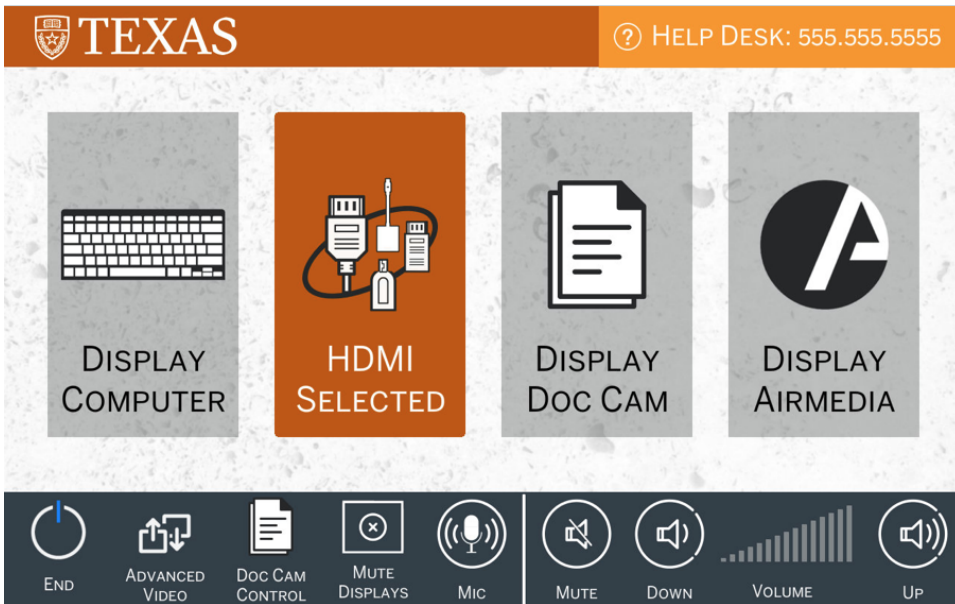 TEXAS
HELP DESK: 555.555.5555
DISPLAY
COMPUTER
HDMI
SELECTED
DISPLAY
DOC CAM
DISPLAY
AIRMEDIA
END
ADVANCED
VIDEO
DOC CAM
CONTROL
MUTE
DISPLAYS
MIC
MUTE
DOWN
VOLUME
UP